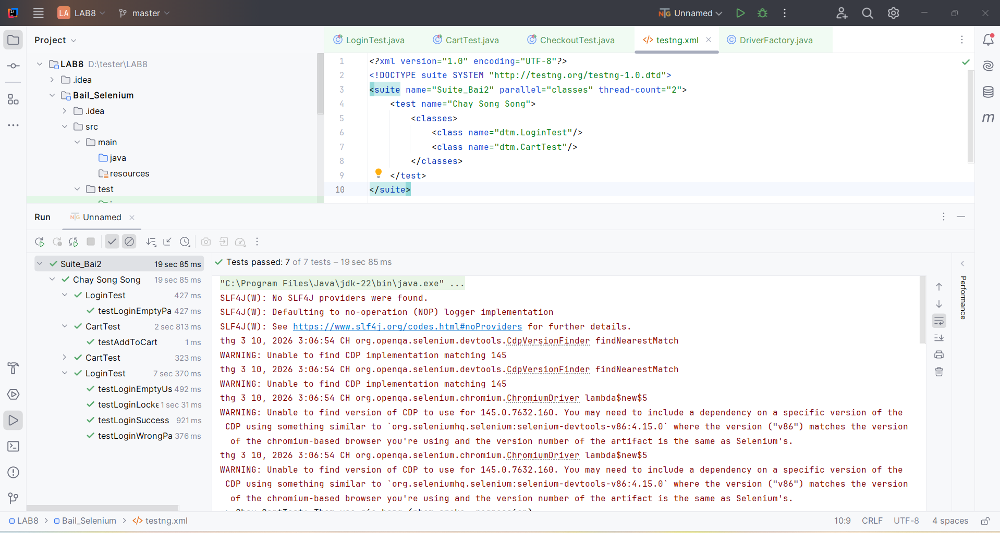 LA LAB8 master Unnamed
Project
LoginTest.java CartTest.java CheckoutTest.java testng.xml DriverFactory.java
LAB8 D:\tester\LAB8
.idea
Bail_Selenium
.idea
src
main
java
resources
test
1 <?xml version="1.0" encoding="UTF-8"?>
2 <!DOCTYPE suite SYSTEM "http://testng.org/testng-1.0.dtd">
3 <suite name="Suite_Bai2" parallel="classes" thread-count="2">
4 <test name="Chay Song Song">
5 <classes>
6 <class name="dtm.LoginTest"/>
7 <class name="dtm.CartTest"/>
8 </classes>
9 </test>
10 </suite>
Run Unnamed
Suite_Bai2 19 sec 85 ms
Chay Song Song 19 sec 85 ms
LoginTest 427 ms
testLoginEmptyPa 427 ms
CartTest 2 sec 813 ms
testAddToCart 1 ms
CartTest 323 ms
LoginTest 7 sec 370 ms
testLoginEmptyUs 492 ms
testLoginLocke 1 sec 31 ms
testLoginSuccess 921 ms
testLoginWrongPa 376 ms
Tests passed: 7 of 7 tests – 19 sec 85 ms
"C:\Program Files\Java\jdk-22\bin\java.exe" ...
SLF4J(W): No SLF4J providers were found.
SLF4J(W): Defaulting to no-operation (NOP) logger implementation
SLF4J(W): See https://www.slf4j.org/codes.html#noProviders for further details.
thg 3 10, 2026 3:06:54 CH org.openqa.selenium.devtools.CdpVersionFinder findNearestMatch
WARNING: Unable to find CDP implementation matching 145
thg 3 10, 2026 3:06:54 CH org.openqa.selenium.devtools.CdpVersionFinder findNearestMatch
WARNING: Unable to find CDP implementation matching 145
thg 3 10, 2026 3:06:54 CH org.openqa.selenium.chromium.ChromiumDriver lambda$new$5
WARNING: Unable to find version of CDP to use for 145.0.7632.160. You may need to include a dependency on a specific version of the
CDP using something similar to `org.seleniumhq.selenium:selenium-devtools-v86:4.15.0` where the version ("v86") matches the version
of the chromium-based browser you're using and the version number of the artifact is the same as Selenium's.
thg 3 10, 2026 3:06:54 CH org.openqa.selenium.chromium.ChromiumDriver lambda$new$5
WARNING: Unable to find version of CDP to use for 145.0.7632.160. You may need to include a dependency on a specific version of the
CDP using something similar to `org.seleniumhq.selenium:selenium-devtools-v86:4.15.0` where the version ("v86") matches the version
of the chromium-based browser you're using and the version number of the artifact is the same as Selenium's.
Performance
LAB8 > Bail_Selenium > testng.xml
10:9 CRLF UTF-8 4 spaces